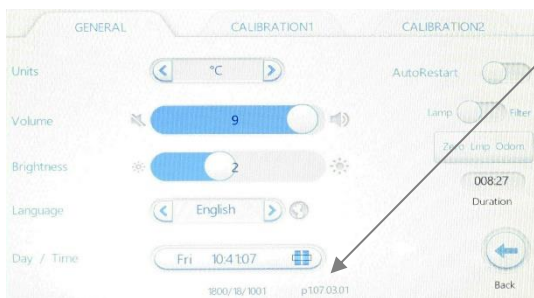 GENERAL CALIBRATION1 CALIBRATION2
Units °C AutoRestart
Volume 9 Lamp Filter
Zero Lmp Odom
Brightness 2 008:27
Duration
Language English
Day / Time Fri 10:41:07
Back
1800/18/1001 p107.03.01